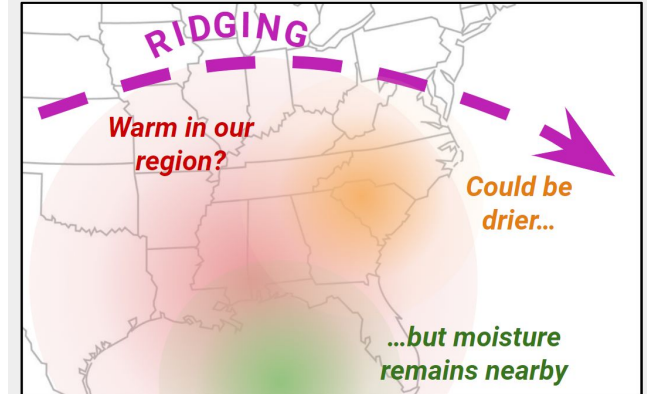 RIDGING
Warm in our
region?
Could be
drier...
...but moisture
remains nearby